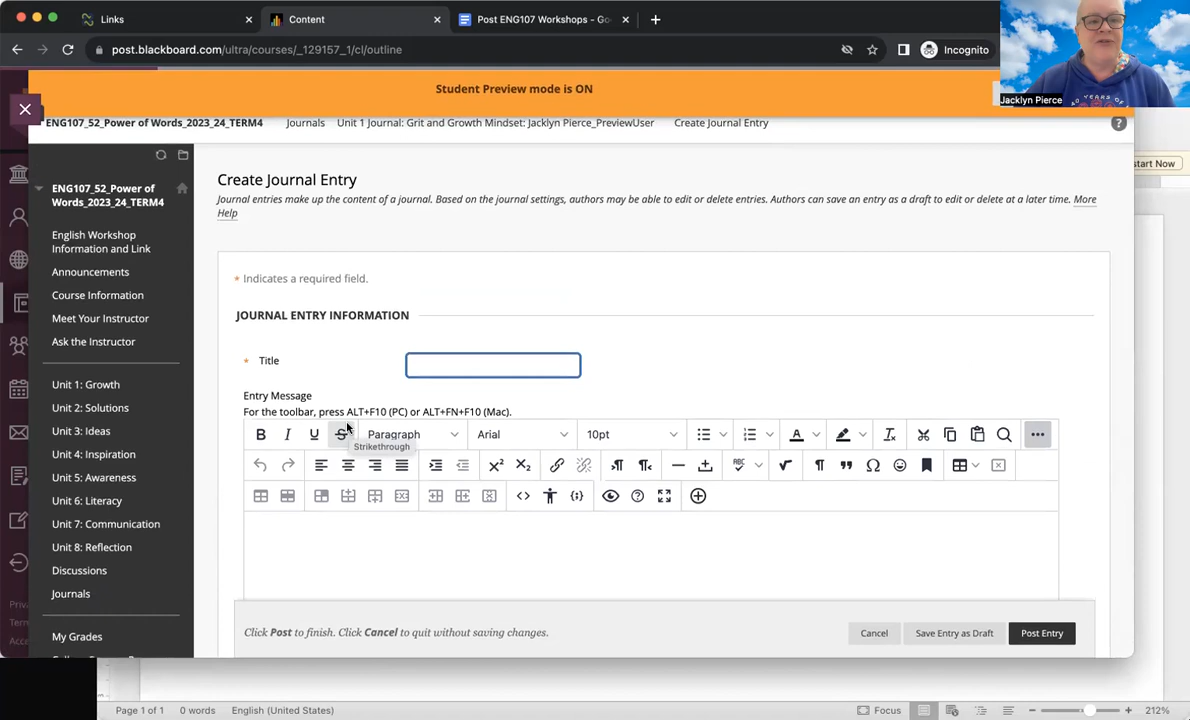 Links
Content
Post ENG107 Workshops - Go
post.blackboard.com/ultra/courses/_129157_1/cl/outline
Incognito
Jacklyn Pierce
Student Preview mode is ON
ENG107_52_Power of Words_2023_24_TERM4 Journals Unit 1 Journal: Grit and Growth Mindset: Jacklyn Pierce_PreviewUser Create Journal Entry
?
start Now
ENG107_52_Power of
Words_2023_24_TERM4
English Workshop
Information and Link
Announcements
Course Information
Meet Your Instructor
Ask the Instructor
Unit 1: Growth
Unit 2: Solutions
Unit 3: Ideas
Unit 4: Inspiration
Unit 5: Awareness
Unit 6: Literacy
Unit 7: Communication
Unit 8: Reflection
Discussions
Journals
My Grades
Create Journal Entry
Journal entries make up the content of a journal. Based on the journal settings, authors may be able to edit or delete entries. Authors can save an entry as a draft to edit or delete at a later time. More
Help
* Indicates a required field.
JOURNAL ENTRY INFORMATION
* Title
Entry Message
For the toolbar, press ALT+F10 (PC) or ALT+FN+F10 (Mac).
B I U S Paragraph Arial 10pt
Strikethrough
Click Post to finish. Click Cancel to quit without saving changes.
Cancel
Save Entry as Draft
Post Entry
Priv
Page 1 of 1 0 words English (United States) Focus 212%